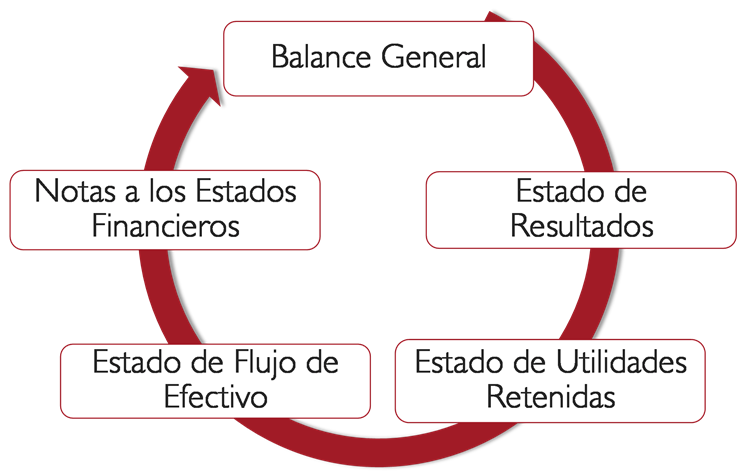 Balance General
Estado de
Resultados
Estado de Utilidades
Retenidas
Estado de Flujo de
Efectivo
Notas a los Estados
Financieros